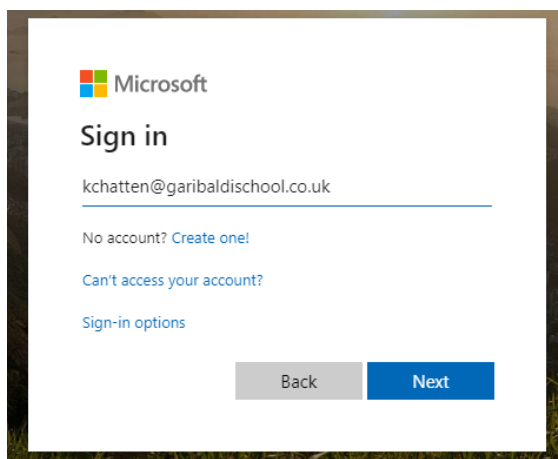 Microsoft
Sign in
kchatten@garibaldischool.co.uk
No account? Create one!
Can't access your account?
Sign-in options
Back Next